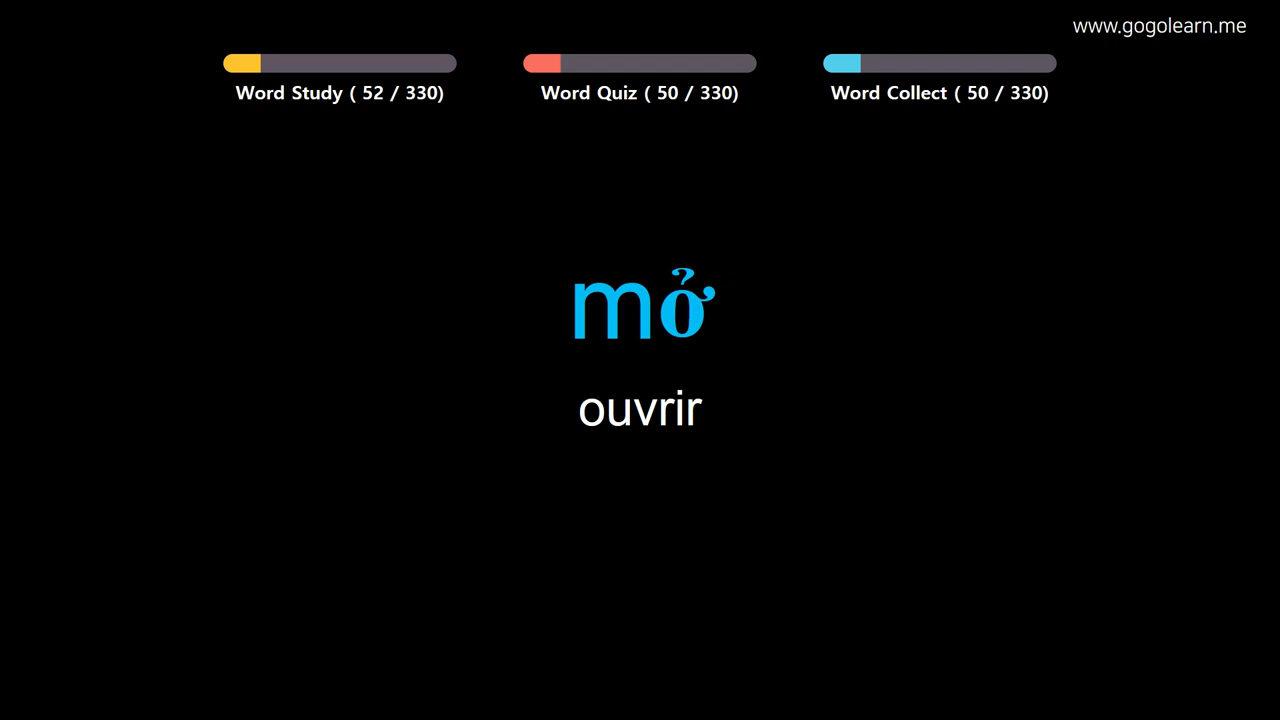 www.gogolearn.me
Word Study ( 52 / 330)
Word Quiz ( 50 / 330)
Word Collect ( 50 / 330)
mở
ouvrir